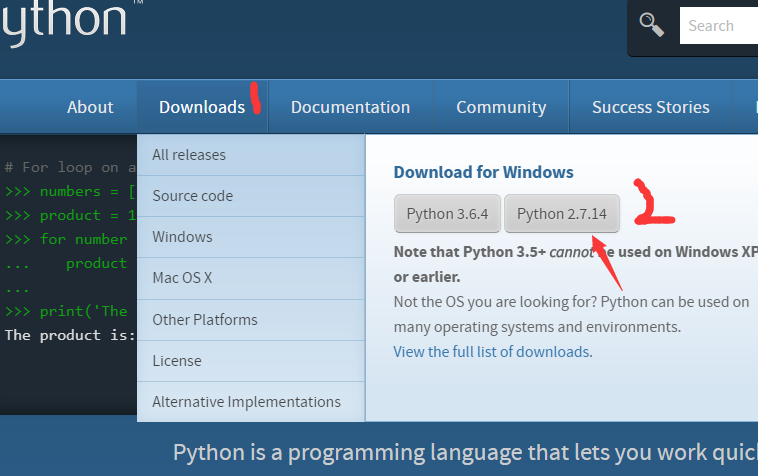 ython™
Search
About Downloads Documentation Community Success Stories
All releases
Source code
Windows
Mac OS X
Other Platforms
License
Alternative Implementations
Download for Windows
Python 3.6.4 Python 2.7.14
2
Note that Python 3.5+ cannot be used on Windows XP
or earlier.
Not the OS you are looking for? Python can be used on
many operating systems and environments.
View the full list of downloads.
# For loop on a
>>> numbers = [
>>> product = 1
>>> for number
... product
...
>>> print('The
The product is:
Python is a programming language that lets you work quic